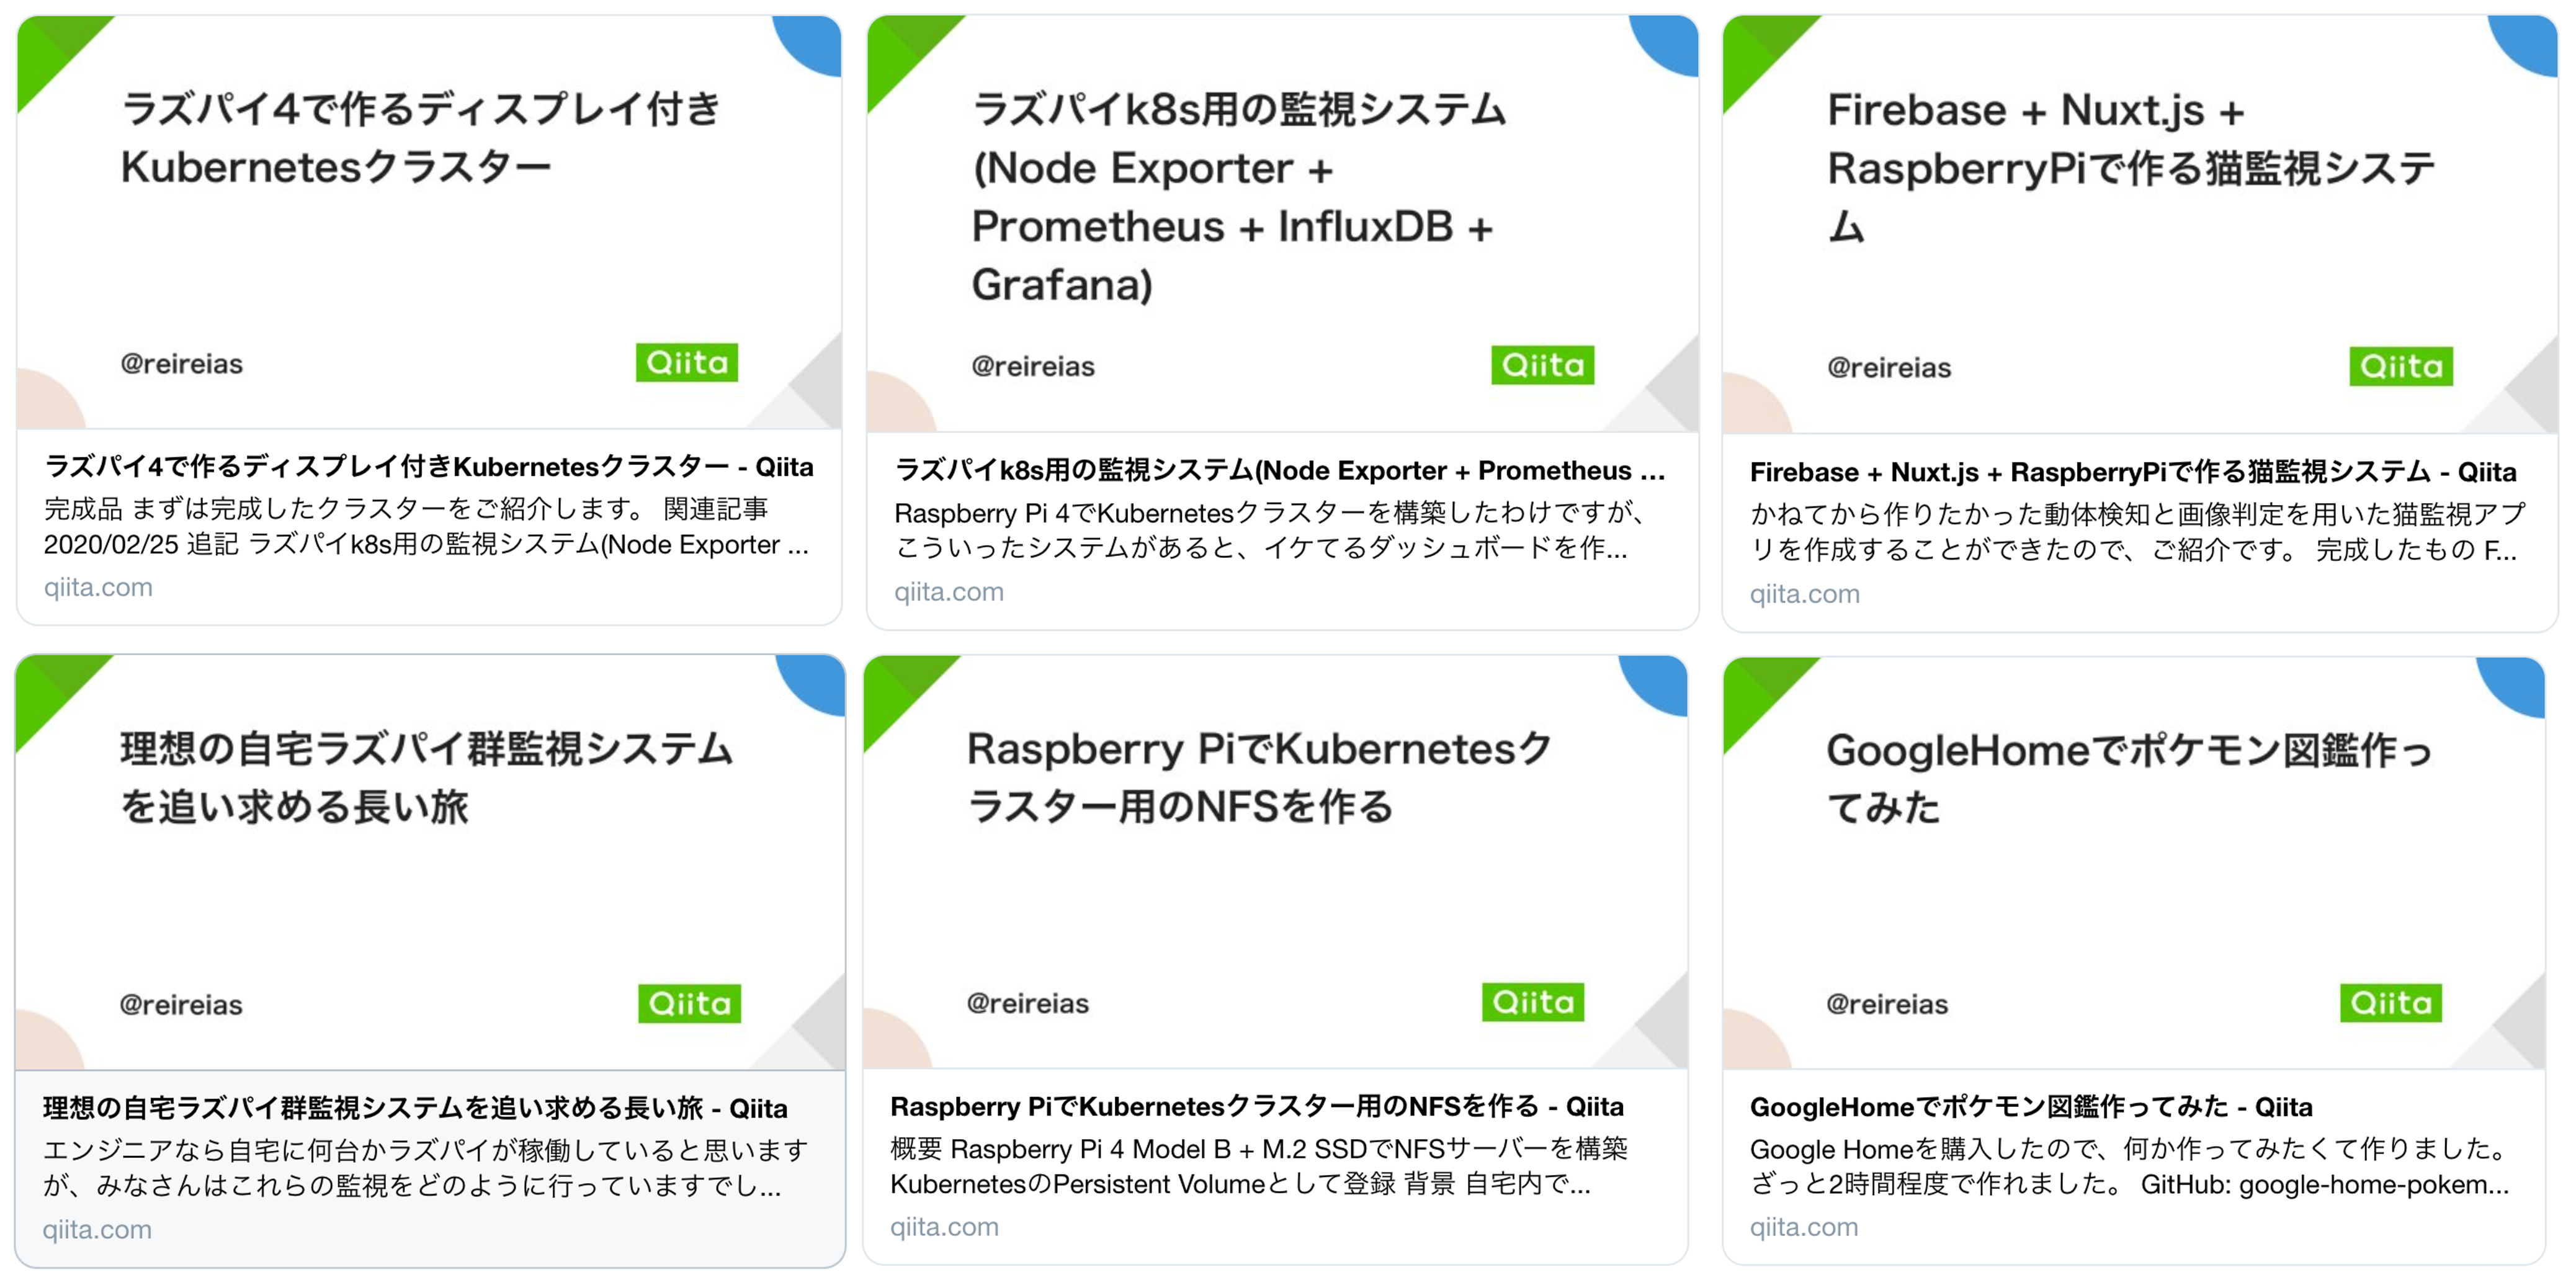 ラズパイ4で作るディスプレイ付き
Kubernetesクラスター
@reireias
Qiita
ラズパイ4で作るディスプレイ付きKubernetesクラスター - Qiita
完成品 まずは完成したクラスターをご紹介します。 関連記事
2020/02/25 追記 ラズパイk8s用の監視システム(Node Exporter ...
qiita.com
ラズパイk8s用の監視システム
(Node Exporter +
Prometheus + InfluxDB +
Grafana)
@reireias
Qiita
ラズパイk8s用の監視システム(Node Exporter + Prometheus ...
Raspberry Pi 4でKubernetesクラスターを構築したわけですが、
こういったシステムがあると、イケてるダッシュボードを作...
qiita.com
Firebase + Nuxt.js +
RaspberryPiで作る猫監視システ
ム
@reireias
Qiita
Firebase + Nuxt.js + RaspberryPiで作る猫監視システム - Qiita
かねてから作りたかった動体検知と画像判定を用いた猫監視アプ
リを作成することができたので、ご紹介です。 完成したもの F...
qiita.com
理想の自宅ラズパイ群監視システム
を追い求める長い旅
@reireias
Qiita
理想の自宅ラズパイ群監視システムを追い求める長い旅 - Qiita
エンジニアなら自宅に何台かラズパイが稼働していると思います
が、みなさんはこれらの監視をどのように行っていますでし...
qiita.com
Raspberry PiでKubernetesク
ラスター用のNFSを作る
@reireias
Qiita
Raspberry PiでKubernetesクラスター用のNFSを作る - Qiita
概要 Raspberry Pi 4 Model B + M.2 SSDでNFSサーバーを構築
KubernetesのPersistent Volumeとして登録 背景 自宅内で...
qiita.com
GoogleHomeでポケモン図鑑作っ
てみた
@reireias
Qiita
GoogleHomeでポケモン図鑑作ってみた - Qiita
Google Homeを購入したので、何か作ってみたくて作りました。
ざっと2時間程度で作れました。 GitHub: google-home-pokem...
qiita.com